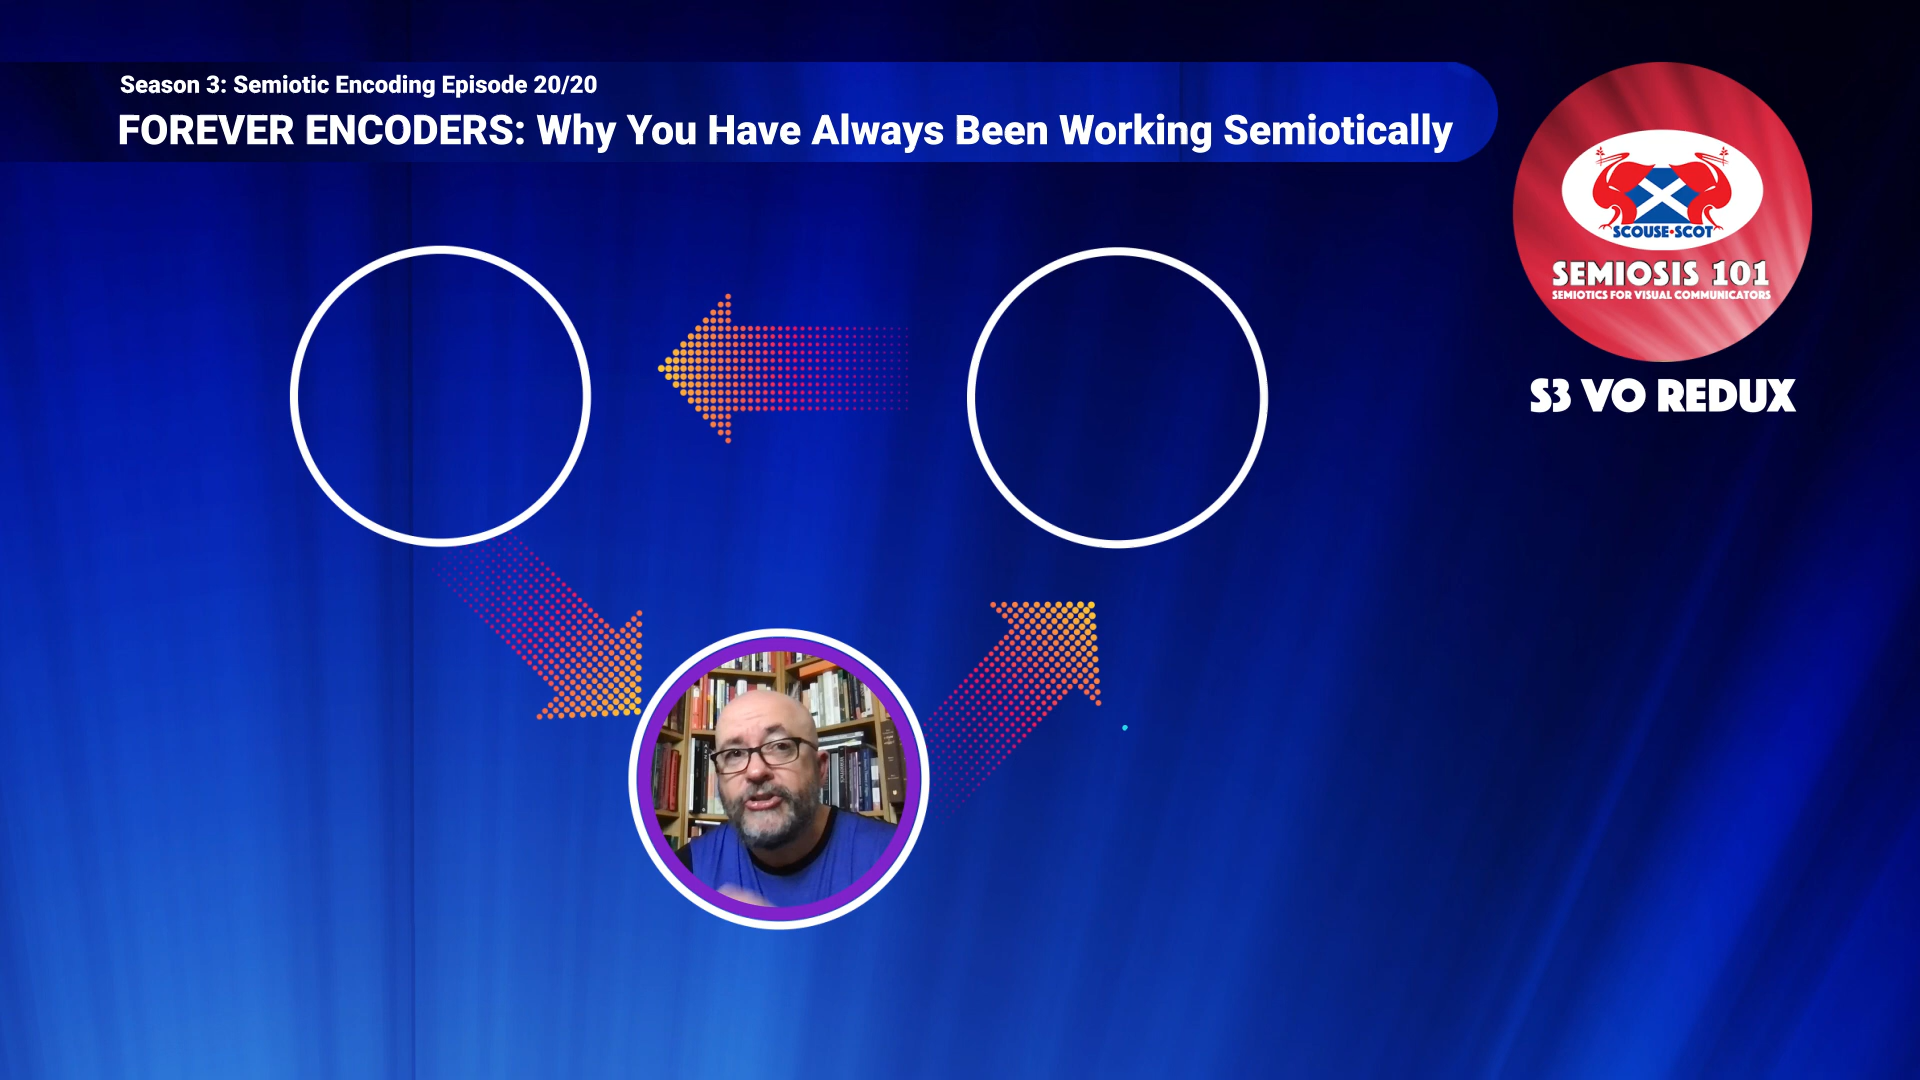 Season 3: Semiotic Encoding Episode 20/20
FOREVER ENCODERS: Why You Have Always Been Working Semiotically
SCOUSE•SCOT
SEMIOSIS 101
SEMIOTICS FOR VISUAL COMMUNICATORS
S3 VO REDUX